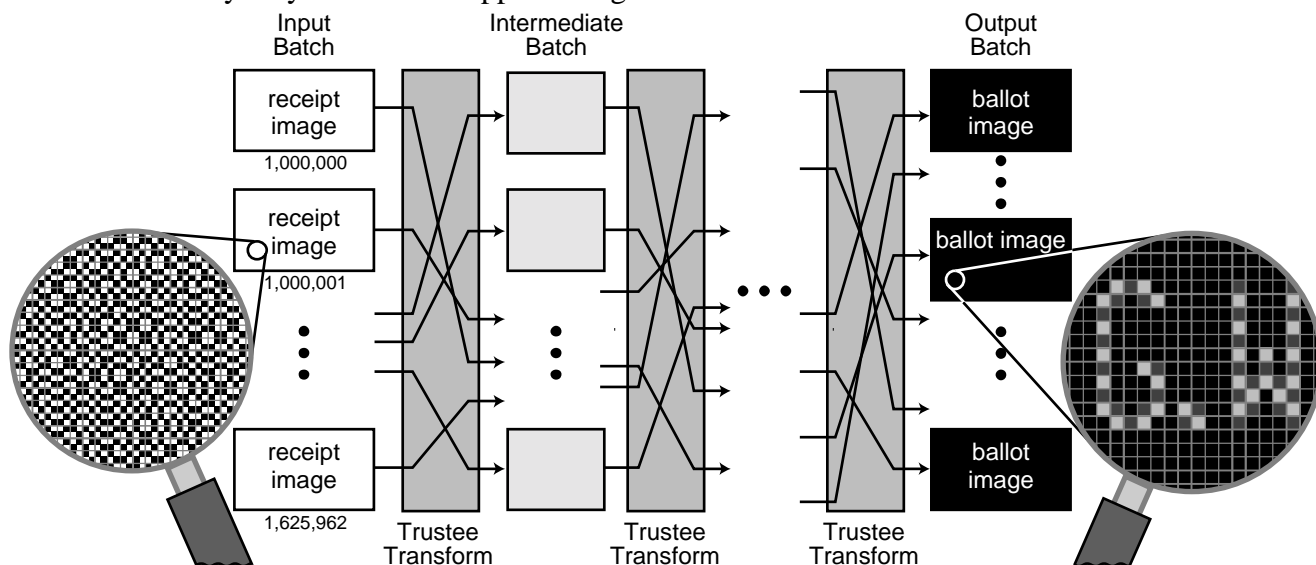 Input
Batch
Intermediate
Batch
Output
Batch
receipt
image
1,000,000
ballot
image
receipt
image
1,000,001
ballot image
receipt
image
1,625,962
ballot
image
Trustee
Transform
Trustee
Transform
Trustee
Transform